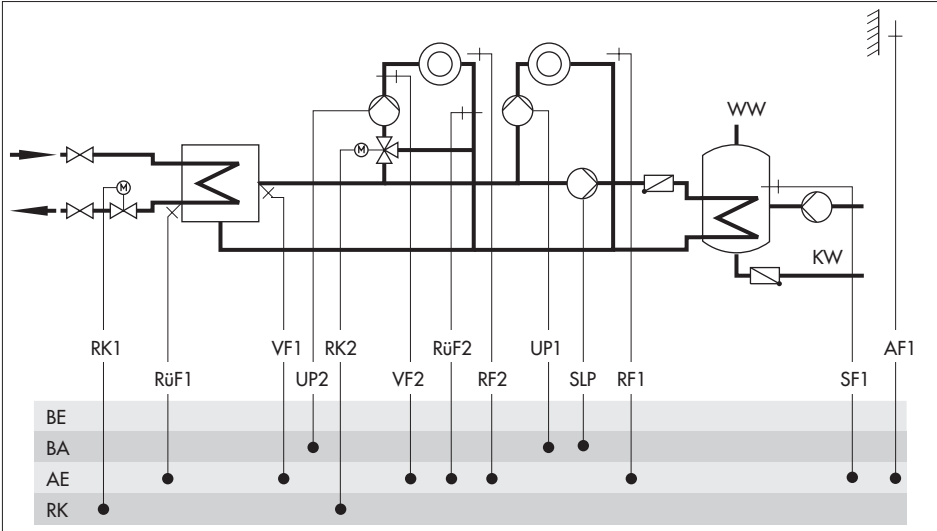 WW
M
M
KW
RK1 VF1 RK2 RüF2 UP1 AF1
RüF1 UP2 VF2 RF2 SLP RF1 SF1
BE
BA
AE
RK